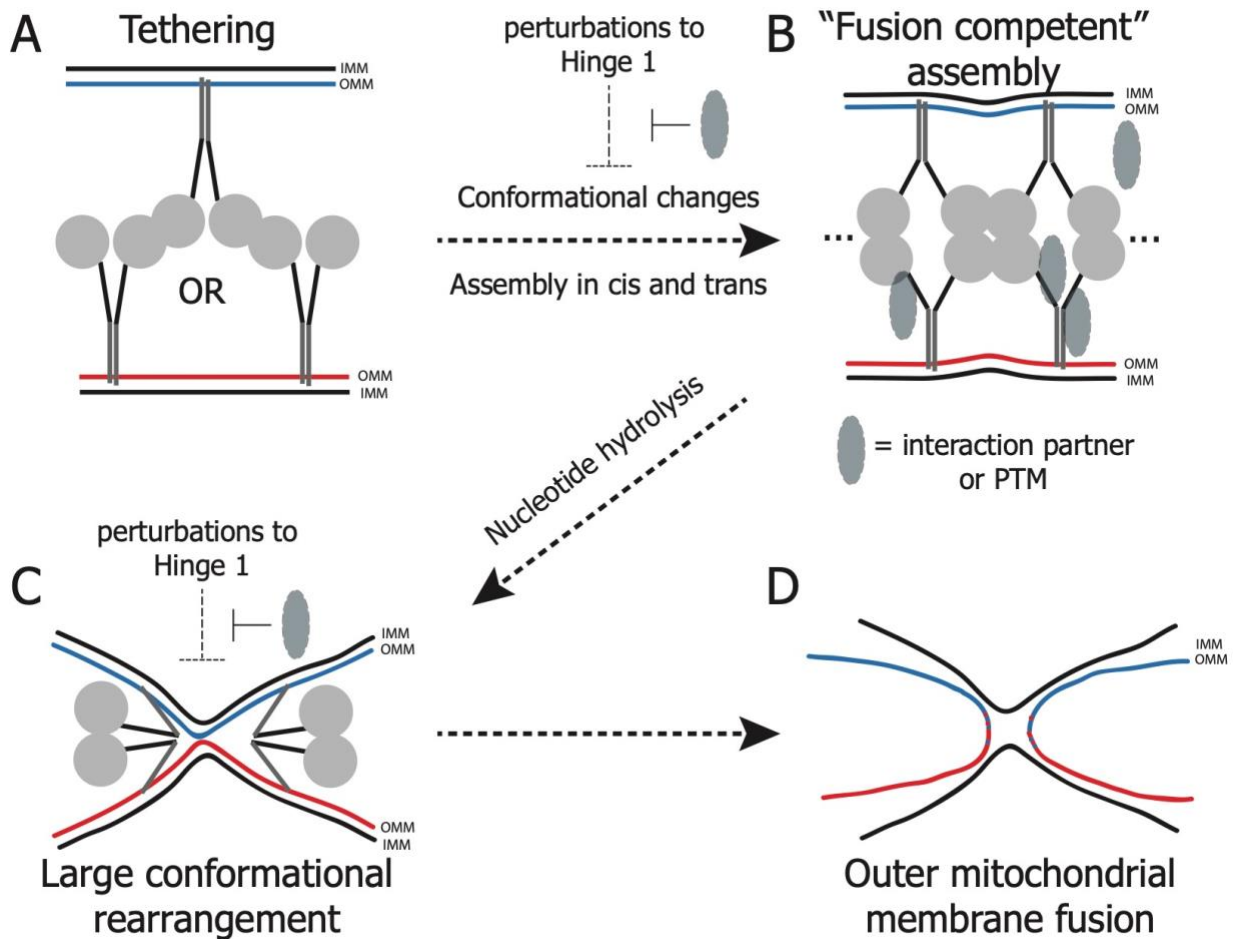 A
Tethering
IMM
OMM
OR
OMM
IMM
perturbations to
Hinge 1
Conformational changes
Assembly in cis and trans
B
“Fusion competent”
assembly
IMM
OMM
...
...
OMM
IMM
= interaction partner
or PTM
Nucleotide hydrolysis
C
perturbations to
Hinge 1
IMM
OMM
OMM
IMM
Large conformational
rearrangement
D
IMM
OMM
Outer mitochondrial
membrane fusion